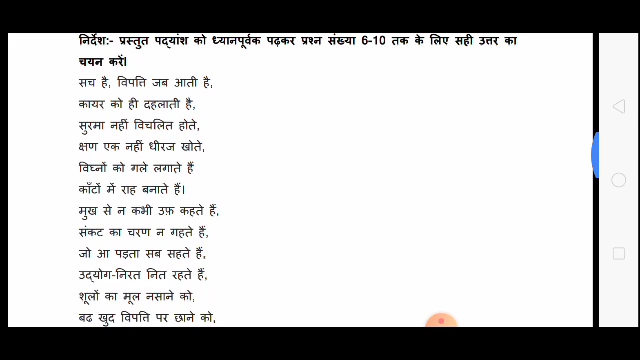 निर्देश:- प्रस्तुत पद्यांश को ध्यानपूर्वक पढ़कर प्रश्न संख्या 6-10 तक के लिए सही उत्तर का
चयन करें।
सच है, विपति जब आती है,
कायर को ही दहलाती है,
सुरमा नहीं विचलित होते,
क्षण एक नहीं धीरज खोते,
विघ्नों को गले लगाते हैं
काँटों में राह बनाते हैं।
मुख से न कभी उफ़ कहते हैं,
संकट का चरण न गहते हैं,
जो आ पड़ता सब सहते हैं,
उद्योग-निरत नित रहते हैं,
शूलों का मूल नसाने को,
बढ खुद विपति पर छाने को,